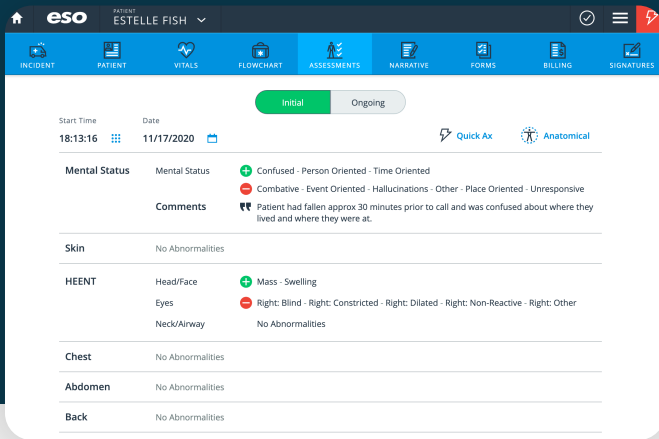 eso
PATIENT
ESTELLE FISH
INCIDENT PATIENT VITALS FLOWCHART ASSESSMENTS NARRATIVE FORMS BILLING SIGNATURES
Initial Ongoing
Start Time Date
18:13:16 11/17/2020 Quick Ax Anatomical
Mental Status Mental Status Confused - Person Oriented - Time Oriented
Combative - Event Oriented - Hallucinations - Other - Place Oriented - Unresponsive
Comments Patient had fallen approx 30 minutes prior to call and was confused about where they
lived and where they were at.
Skin No Abnormalities
HEENT Head/Face Mass - Swelling
Eyes Right: Blind - Right: Constricted - Right: Dilated - Right: Non-Reactive - Right: Other
Neck/Airway No Abnormalities
Chest No Abnormalities
Abdomen No Abnormalities
Back No Abnormalities